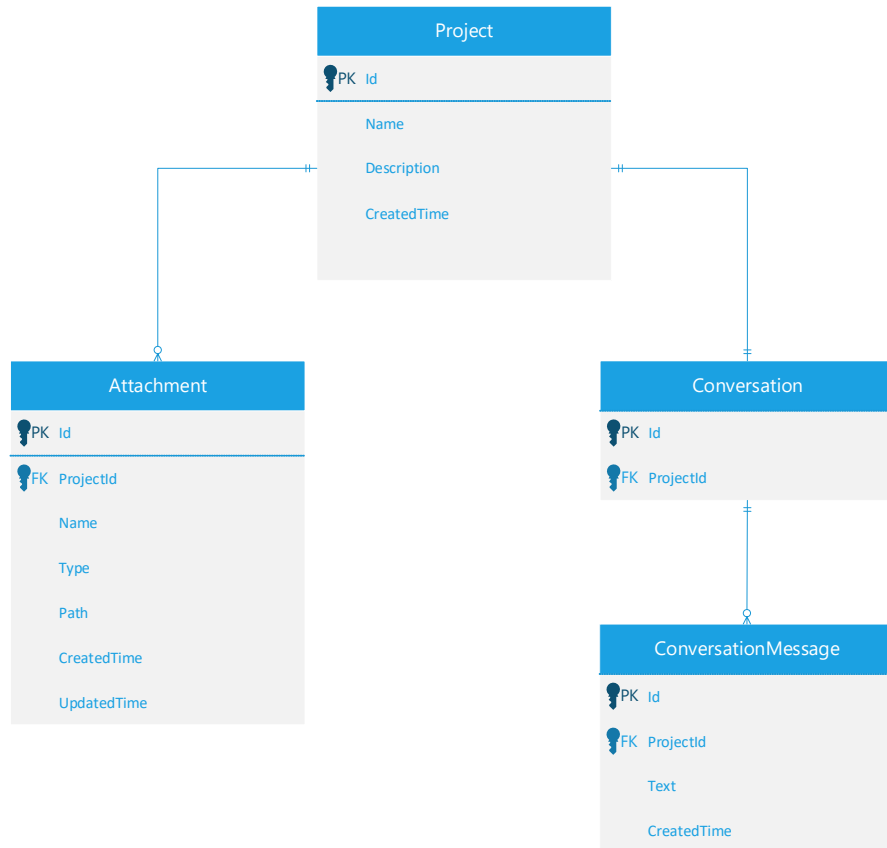 Project
PK Id
Name
Description
CreatedTime
Attachment
PK Id
FK ProjectId
Name
Type
Path
CreatedTime
UpdatedTime
Conversation
PK Id
FK ProjectId
ConversationMessage
PK Id
FK ProjectId
Text
CreatedTime